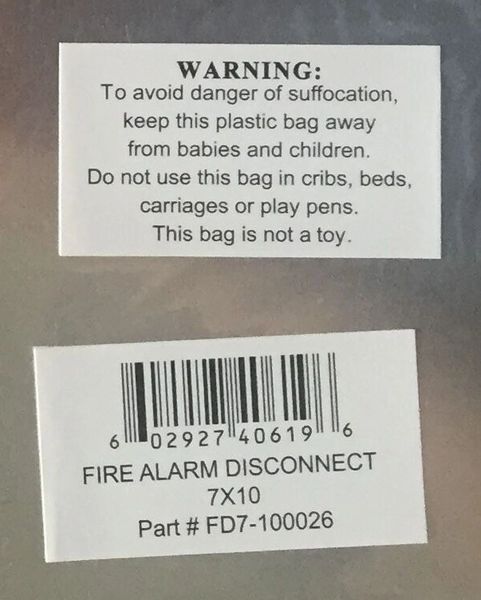 WARNING:
To avoid danger of suffocation,
keep this plastic bag away
from babies and children.
Do not use this bag in cribs, beds,
carriages or play pens.
This bag is not a toy.
6 02927 40619 6
FIRE ALARM DISCONNECT
7X10
Part # FD7-100026